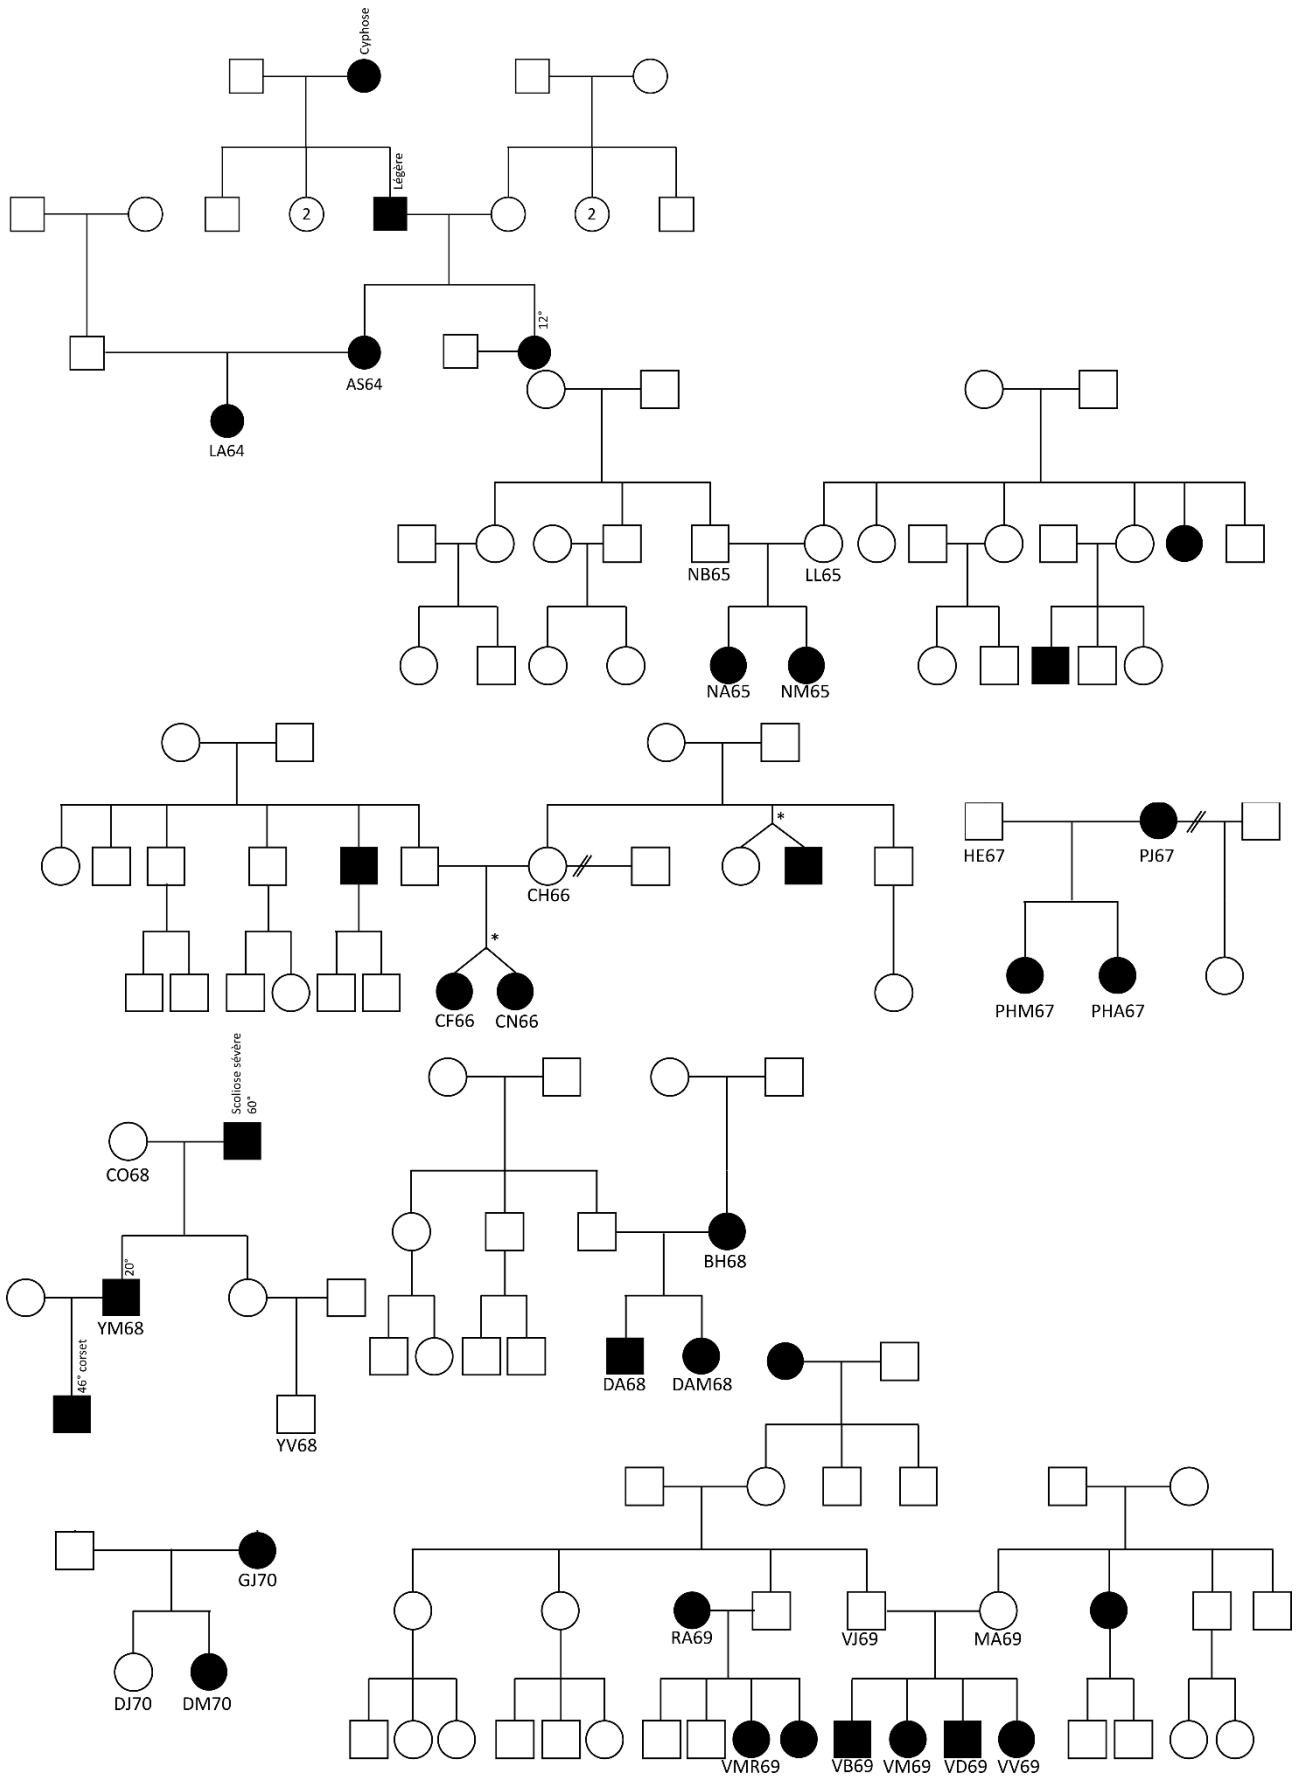 Cyphose
Légère
2
2
12°
AS64
LA64
NB65
LL65
NA65
NM65
*
*
HE67
PJ67
CH66
CF66
CN66
PHM67
PHA67
Scoliose sévère
60°
CO68
20°
YM68
BH68
46° corset
DA68
DAM68
YV68
GJ70
RA69
VJ69
MA69
DJ70
DM70
VMR69
VB69
VM69
VD69
VV69